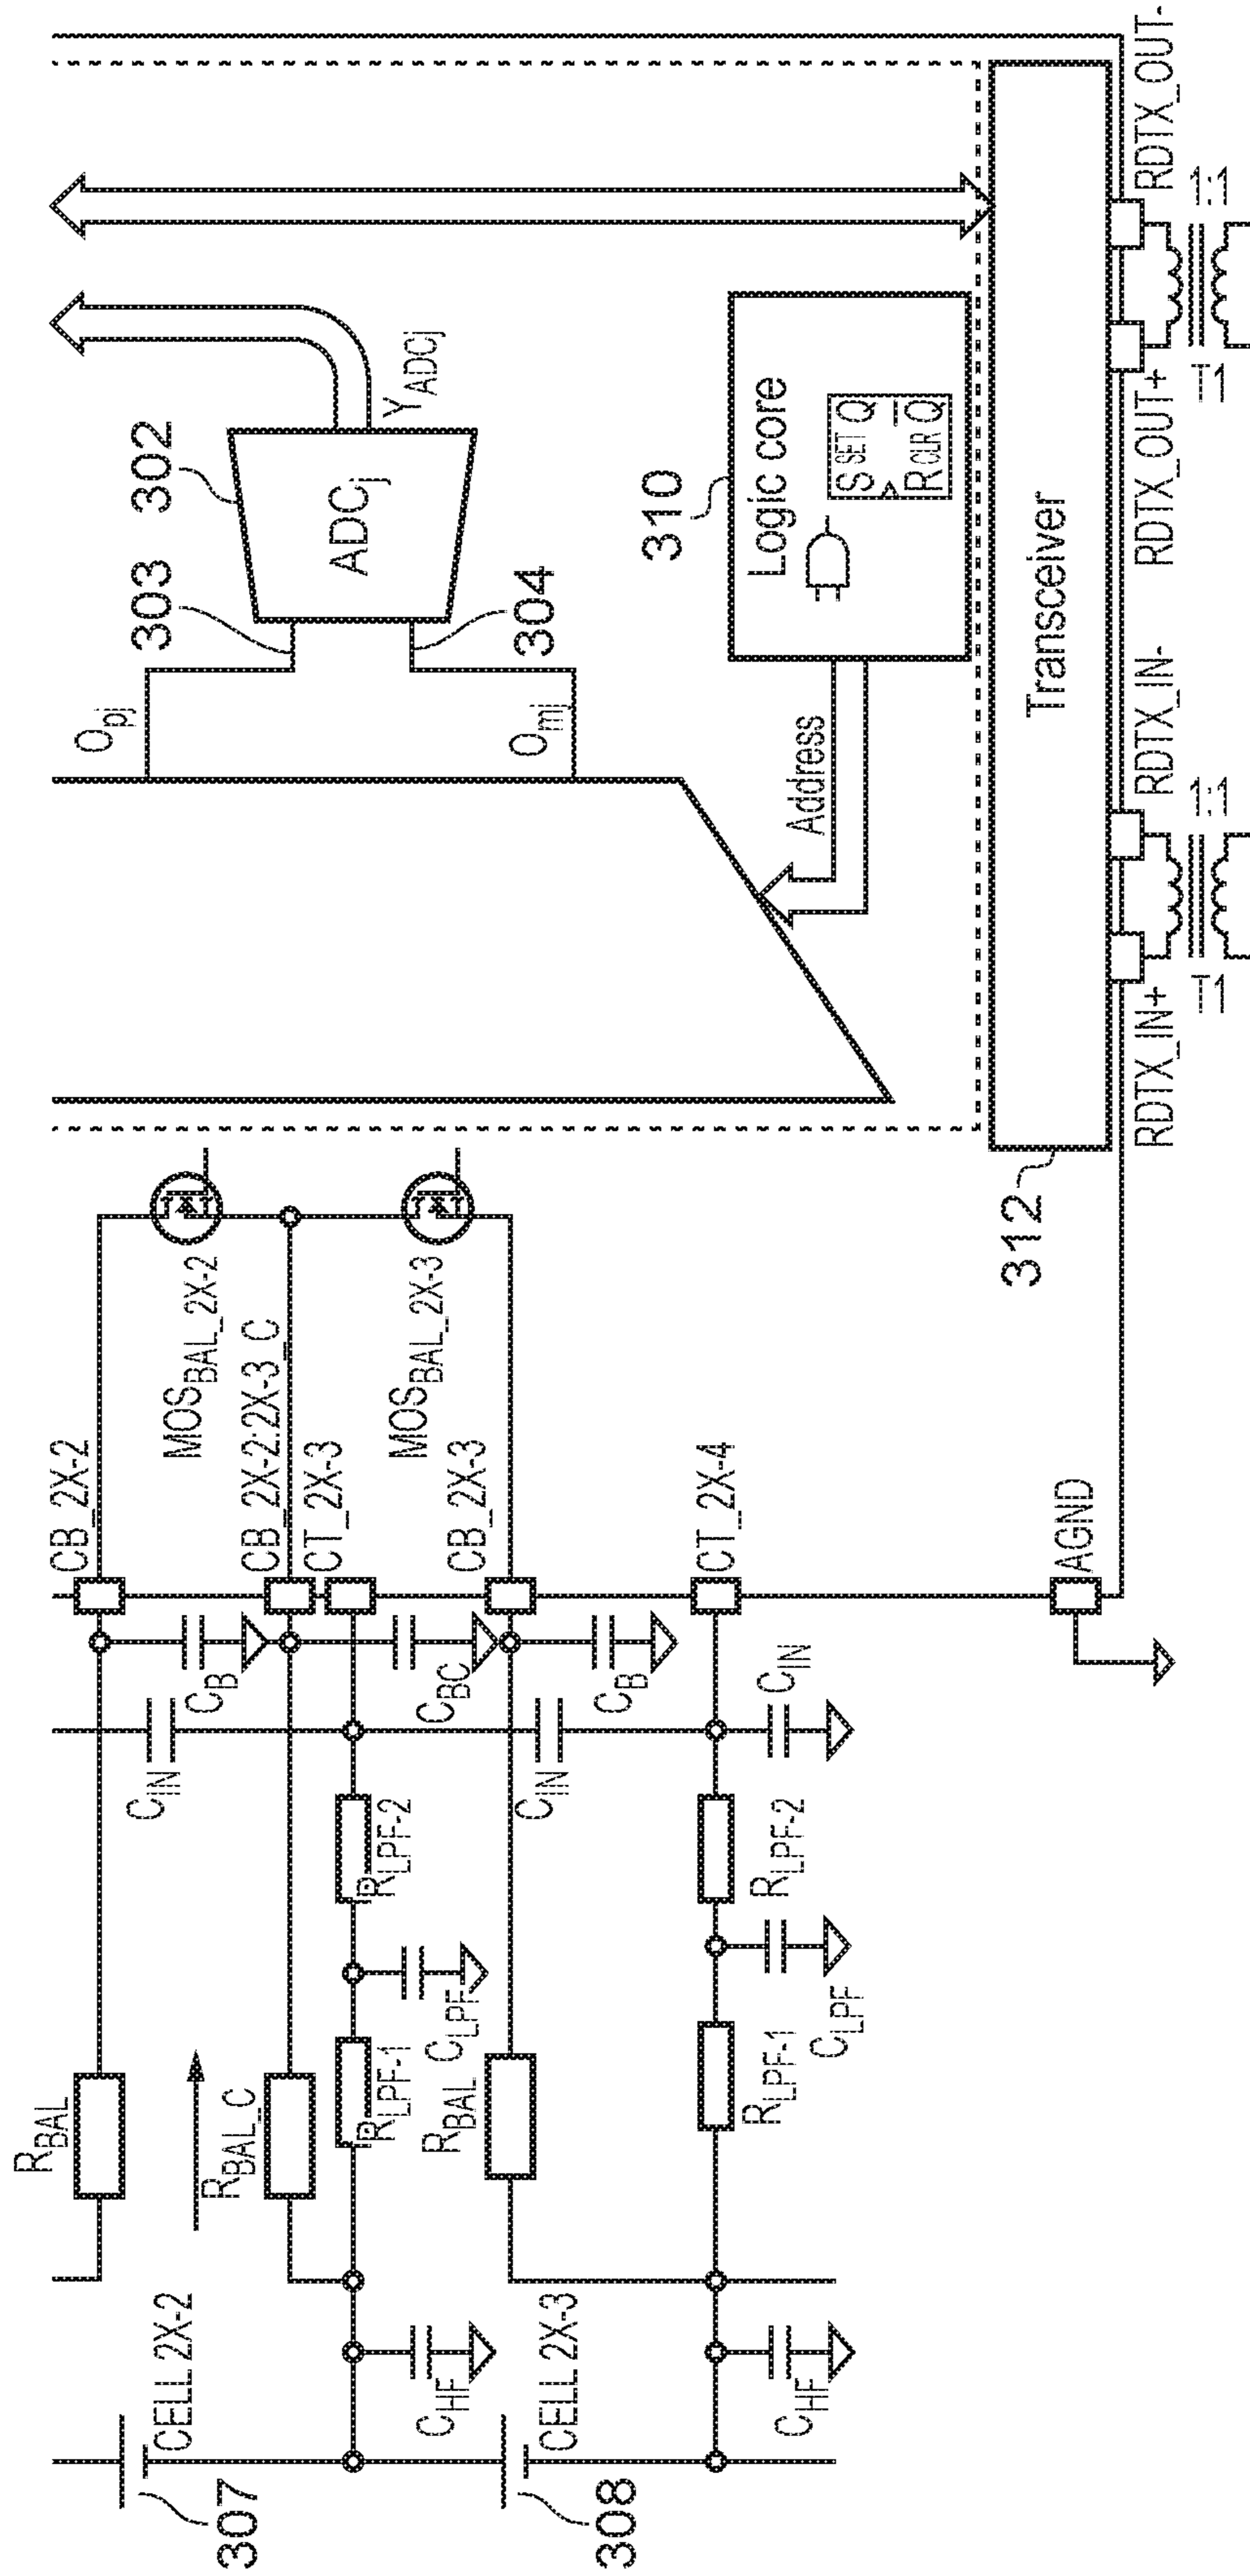 307
CELL 2X-2
308
CELL 2X-3
C_HF
C_HF
R_BAL
R_BAL_C
R_LPF-1
C_LPF
R_BAL
R_LPF-1
C_LPF
R_LPF-2
R_LPF-2
C_IN
C_IN
C_IN
C_B
C_BC
C_B
CB_2X-2
CB_2X-2:2X-3_C
CT_2X-3
CB_2X-3
CT_2X-4
AGND
MOS_BAL_2X-2
MOS_BAL_2X-3
312
O_pj
O_mj
303
304
302
ADC_j
Y_ADCj
Address
310
Logic core
S SET Q
R CLR Q̅
Transceiver
RDTX_IN+
RDTX_IN-
RDTX_OUT+
RDTX_OUT-
T1
1:1
T1
1:1